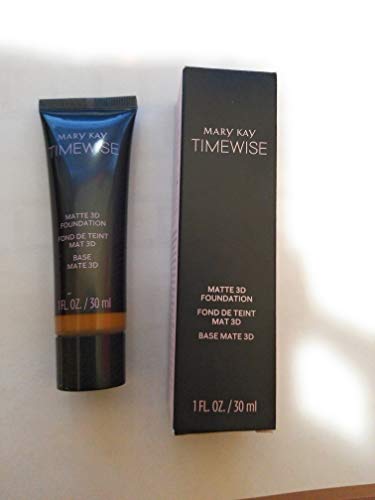 MARY KAY
TIMEWISE
MATTE 3D
FOUNDATION
FOND DE TEINT
MAT 3D
BASE
MATE 3D
1 FL. OZ. / 30 ml
MARY KAY
TIMEWISE
MATTE 3D
FOUNDATION
FOND DE TEINT
MAT 3D
BASE MATE 3D
1 FL. OZ. / 30 ml